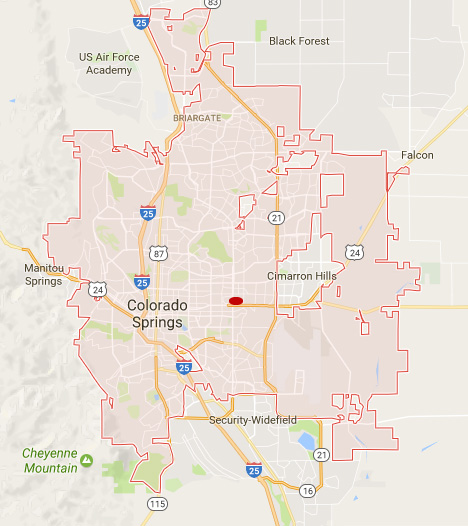 83
25
Black Forest
US Air Force
Academy
BRIARGATE
Falcon
25
21
87
24
Manitou
Springs
Cimarron Hills
25
24
Colorado
Springs
25
Security-Widefield
Cheyenne
Mountain
21
25
16
115